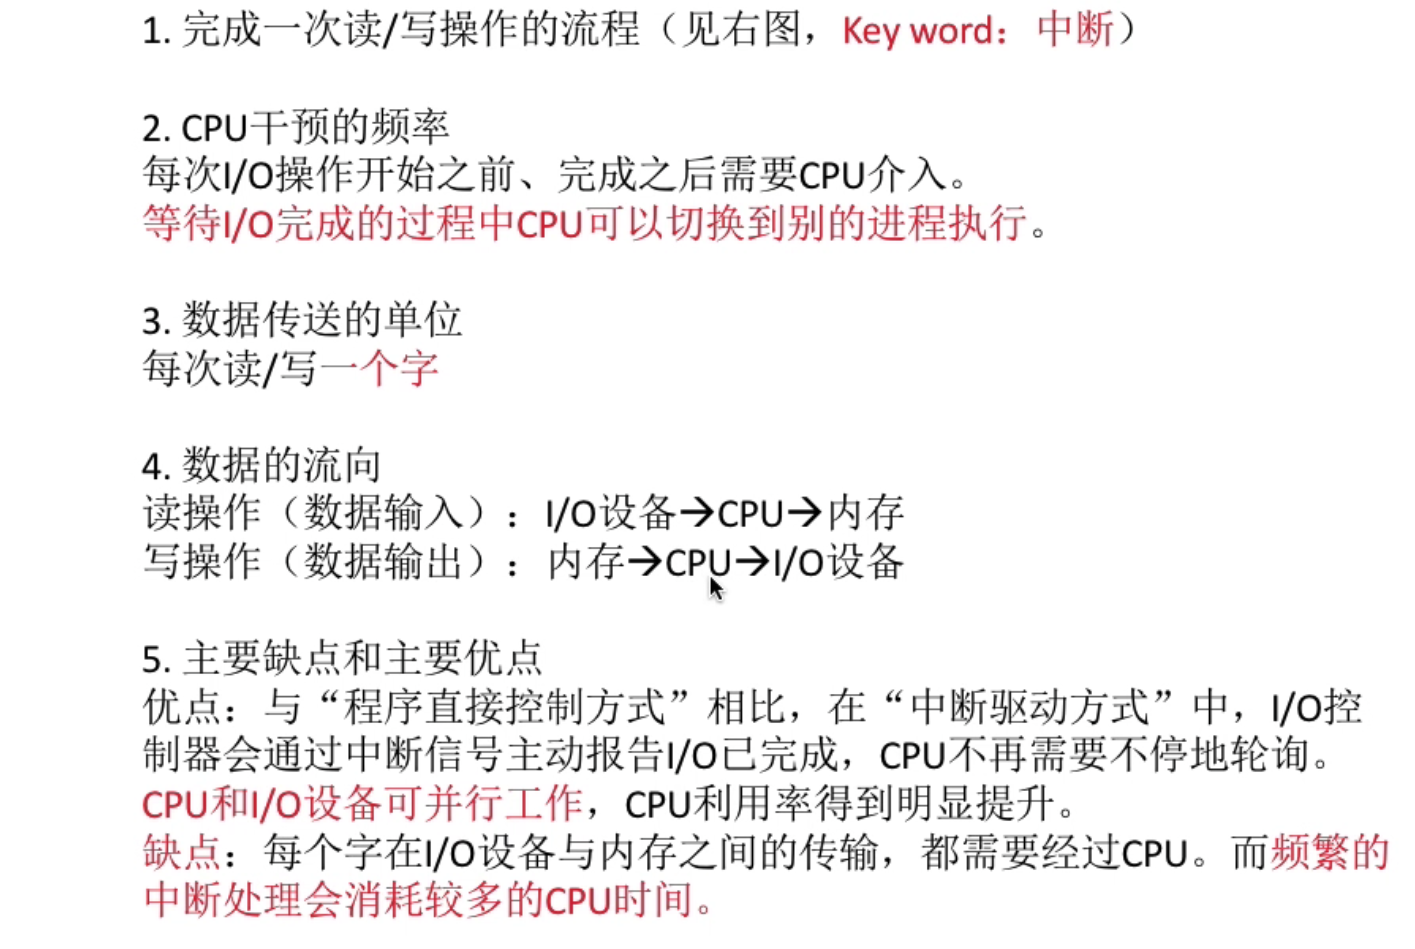 1. 完成一次读/写操作的流程（见右图，Key word：中断）
2. CPU干预的频率
每次I/O操作开始之前、完成之后需要CPU介入。
等待I/O完成的过程中CPU可以切换到别的进程执行。
3. 数据传送的单位
每次读/写一个字
4. 数据的流向
读操作（数据输入）：I/O设备→CPU→内存
写操作（数据输出）：内存→CPU→I/O设备
5. 主要缺点和主要优点
优点：与“程序直接控制方式”相比，在“中断驱动方式”中，I/O控
制器会通过中断信号主动报告I/O已完成，CPU不再需要不停地轮询。
CPU和I/O设备可并行工作，CPU利用率得到明显提升。
缺点：每个字在I/O设备与内存之间的传输，都需要经过CPU。而频繁的
中断处理会消耗较多的CPU时间。